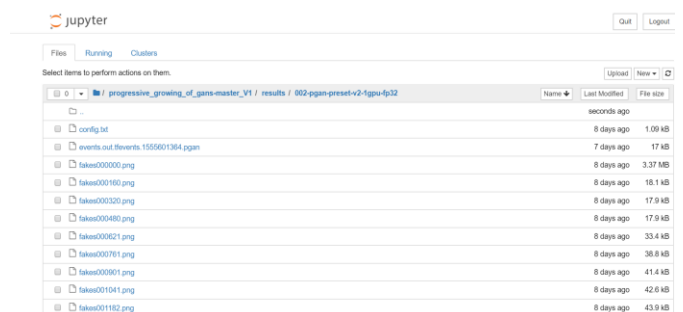 jupyter
Quit Logout
Files Running Clusters
Select items to perform actions on them.
Upload New
0 / progressive_growing_of_gans-master_V1 / results / 002-pgan-preset-v2-1gpu-fp32 Name Last Modified File size
.. seconds ago
config.txt 8 days ago 1.09 kB
events.out.tfevents.1555601364.pgan 7 days ago 17 kB
fakes000000.png 8 days ago 3.37 MB
fakes000160.png 8 days ago 18.1 kB
fakes000320.png 8 days ago 17.9 kB
fakes000480.png 8 days ago 17.9 kB
fakes000621.png 8 days ago 33.4 kB
fakes000761.png 8 days ago 38.8 kB
fakes000901.png 8 days ago 41.4 kB
fakes001041.png 8 days ago 42.6 kB
fakes001182.png 8 days ago 43.9 kB